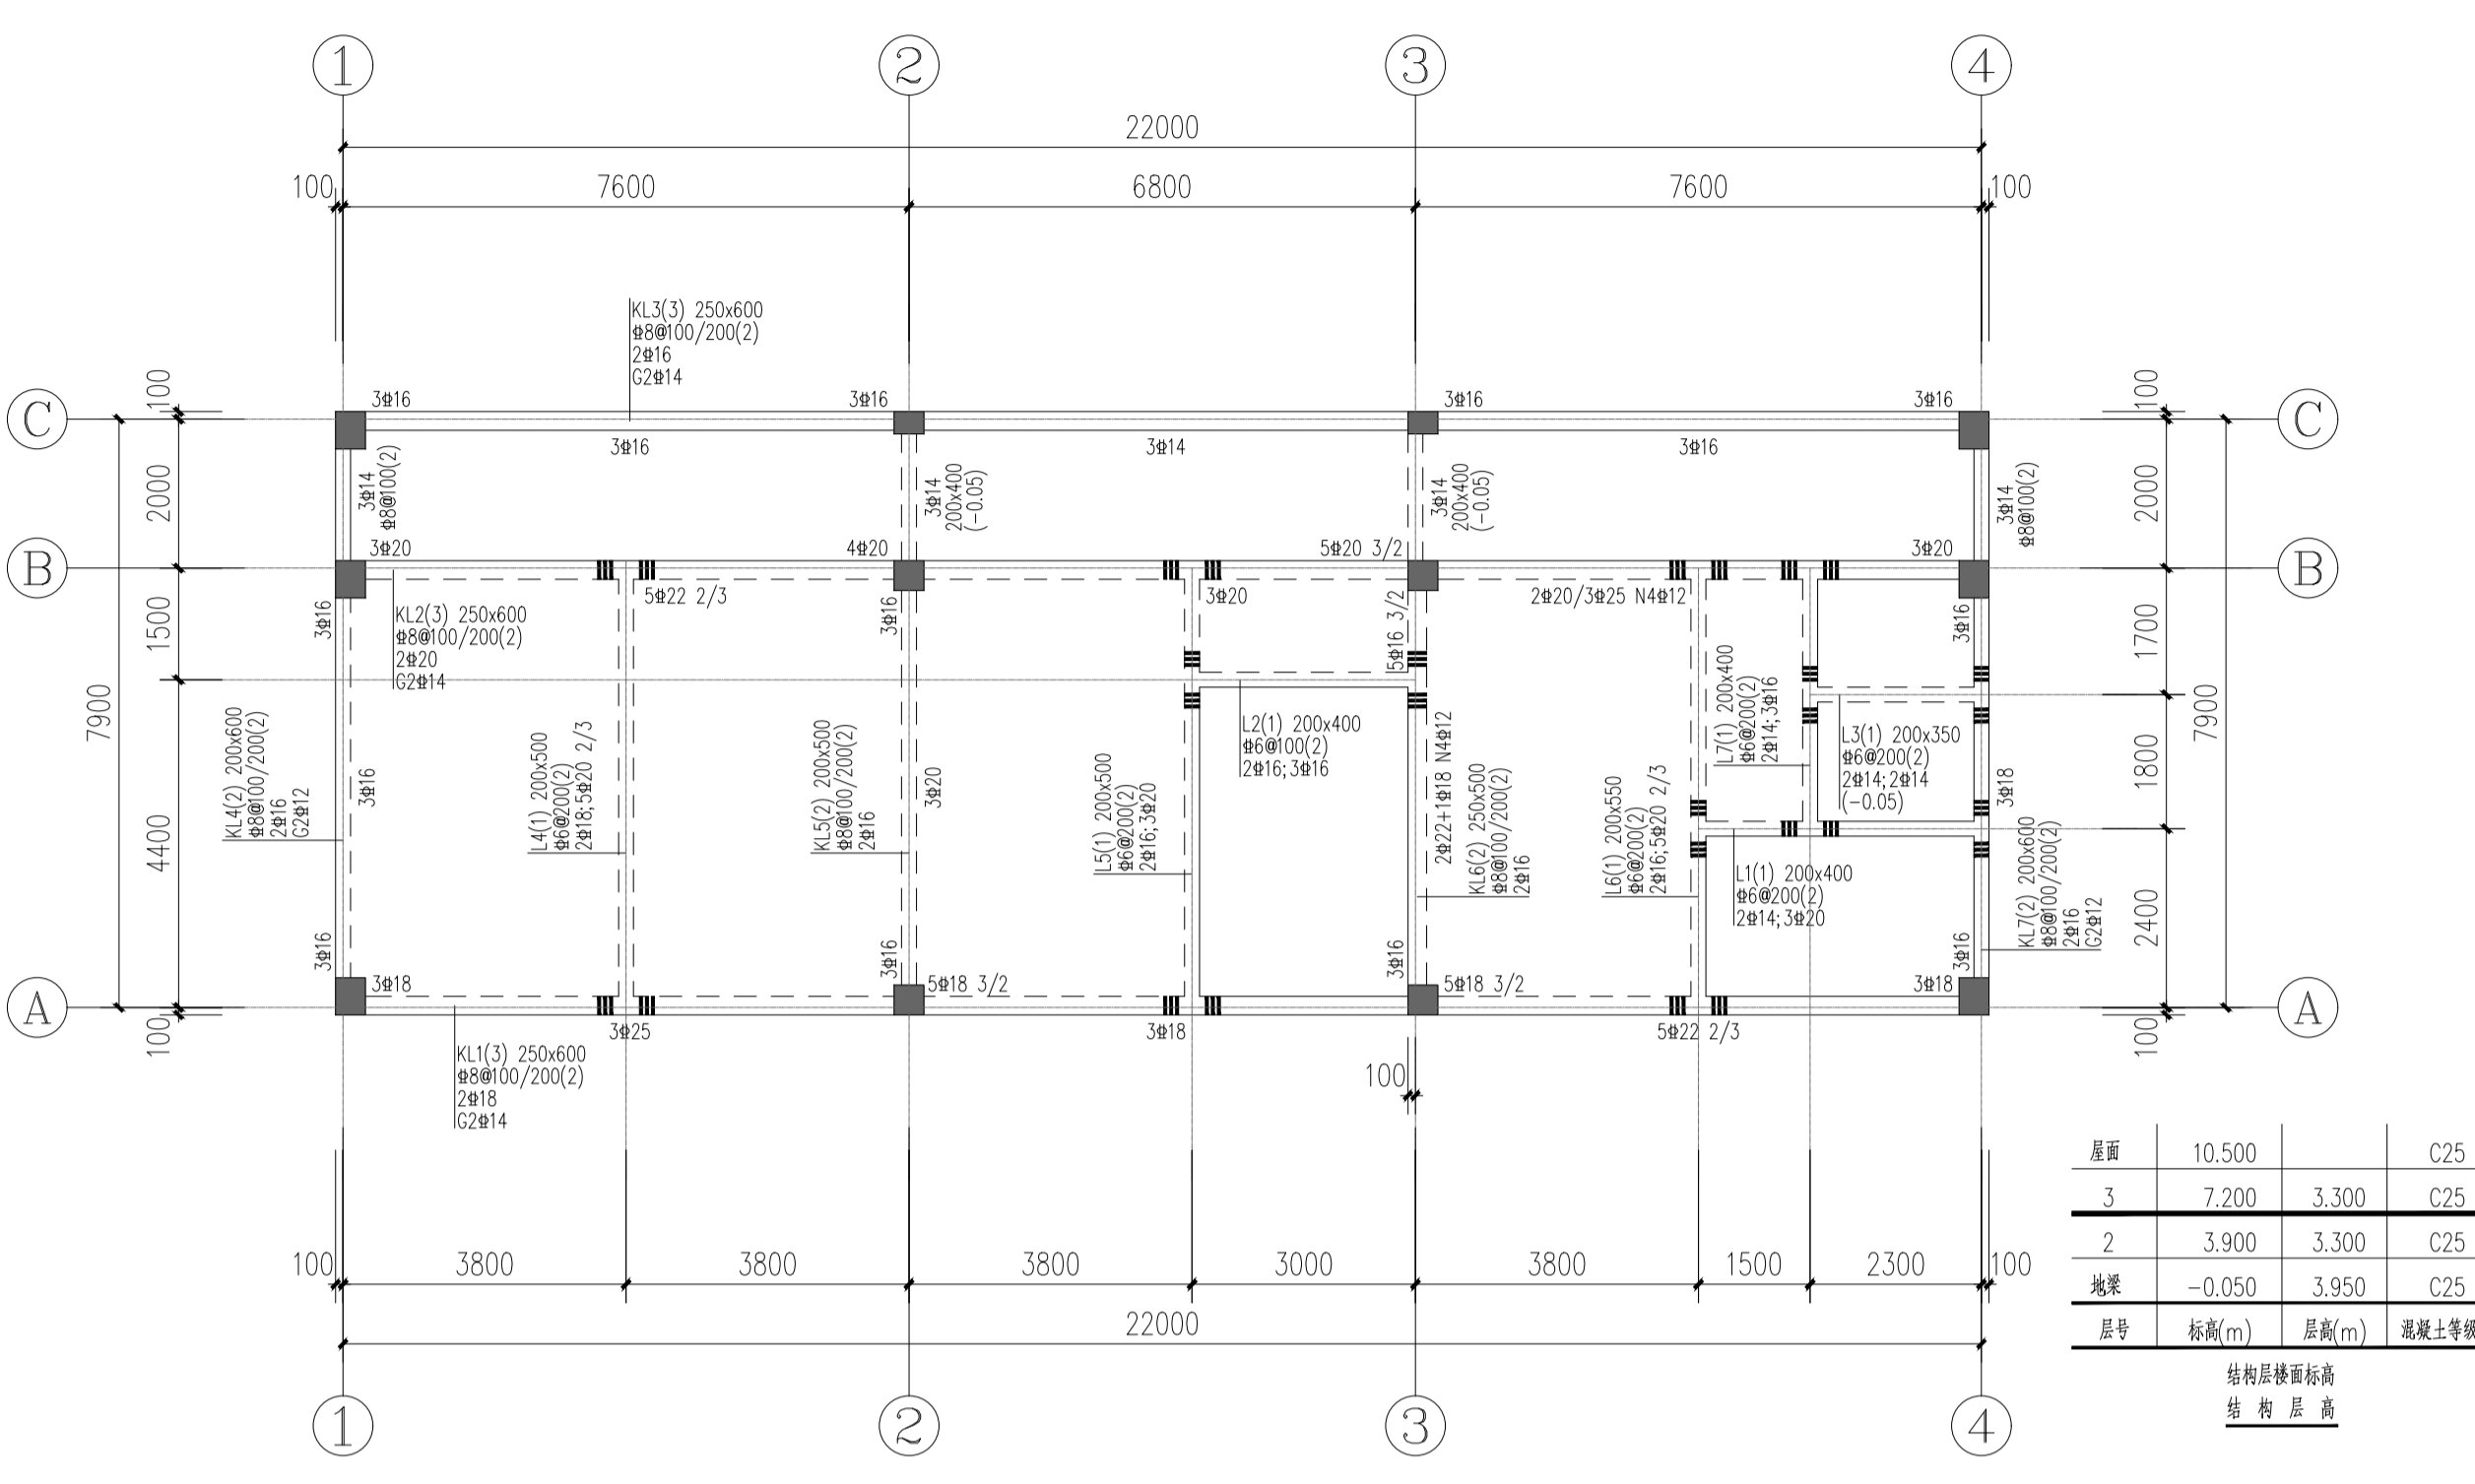 1 2 3 4
22000
100 7600 6800 7600 100
KL3(3) 250x600
⌀8@100/200(2)
2⌀16
G2⌀14
C 100 100 C
3⌀16 3⌀16 3⌀16 3⌀16
3⌀16 3⌀14 3⌀16
2000 2000
3⌀14
⌀8@100(2)
3⌀14
200x400
(-0.05)
3⌀14
200x400
(-0.05)
3⌀14
⌀8@100(2)
3⌀20 4⌀20 5⌀20 3/2 3⌀20
B B
5⌀22 2/3 3⌀20 2⌀20/3⌀25 N4⌀12
1500 1700
3⌀16 3⌀16 5⌀16 3/2 3⌀16
KL2(3) 250x600
⌀8@100/200(2)
2⌀20
G2⌀14
7900 7900
KL4(2) 200x600
⌀8@100/200(2)
2⌀16
G2⌀12
3⌀16
L4(1) 200x500
⌀6@200(2)
2⌀18;5⌀20 2/3
KL5(2) 200x500
⌀8@100/200(2)
2⌀16
3⌀20
L5(1) 200x500
⌀6@200(2)
2⌀16;3⌀20
L2(1) 200x400
⌀6@100(2)
2⌀16;3⌀16
2⌀22+1⌀18 N4⌀12
KL6(2) 250x500
⌀8@100/200(2)
2⌀16
L6(1) 200x550
⌀6@200(2)
2⌀16;5⌀20 2/3
L7(1) 200x400
⌀6@200(2)
2⌀14;3⌀16
L3(1) 200x350
⌀6@200(2)
2⌀14;2⌀14
(-0.05)
3⌀18
1800
4400
L1(1) 200x400
⌀6@200(2)
2⌀14;3⌀20
KL7(2) 200x600
⌀8@100/200(2)
2⌀16
G2⌀12
2400
3⌀16 3⌀16 3⌀16 3⌀16
3⌀18 5⌀18 3/2 5⌀18 3/2 3⌀18
A A
3⌀25 3⌀18 5⌀22 2/3
100 100
KL1(3) 250x600
⌀8@100/200(2)
2⌀18
G2⌀14
100
100 3800 3800 3800 3000 3800 1500 2300 100
22000
1 2 3 4
屋面 10.500 C25
3 7.200 3.300 C25
2 3.900 3.300 C25
地梁 -0.050 3.950 C25
层号 标高(m) 层高(m) 混凝土等级
结构层楼面标高
结 构 层 高